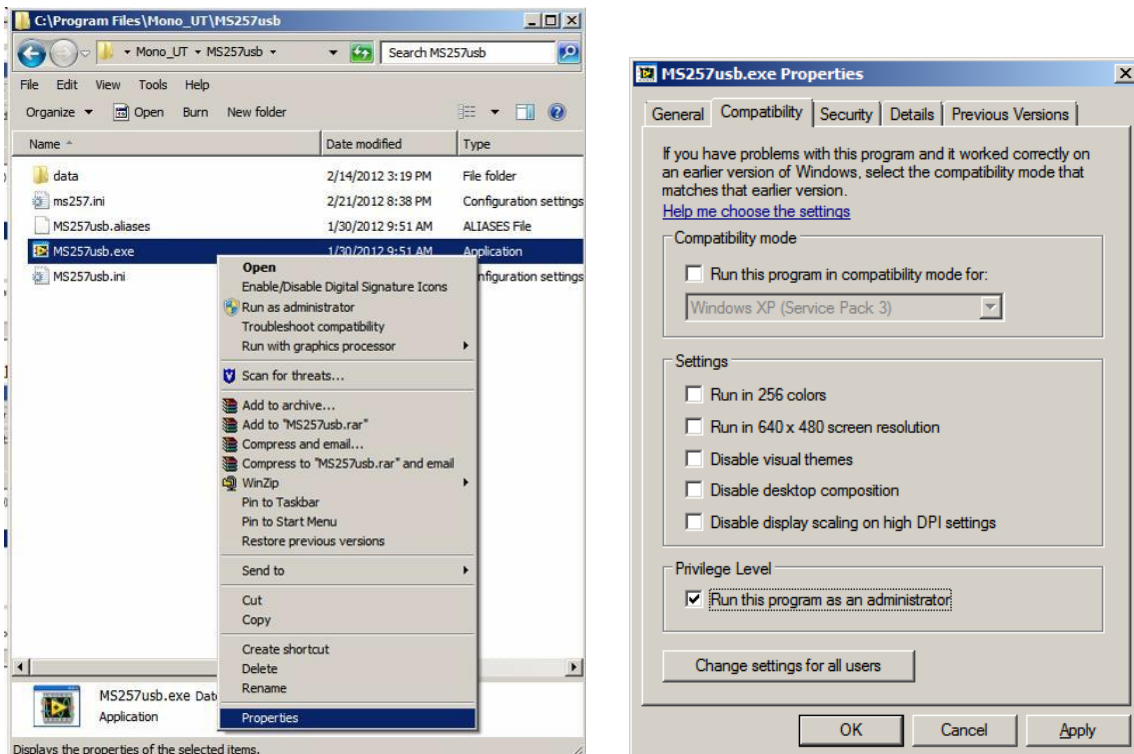 C:\Program Files\Mono_UT\MS257usb
Mono_UT MS257usb Search MS257usb
File Edit View Tools Help
Organize Open Burn New folder
Name Date modified Type
data 2/14/2012 3:19 PM File folder
ms257.ini 2/21/2012 8:38 PM Configuration settings
MS257usb.aliases 1/30/2012 9:51 AM ALIASES File
MS257usb.exe 1/30/2012 9:51 AM Application
MS257usb.ini nfiguration settings
Open
Enable/Disable Digital Signature Icons
Run as administrator
Troubleshoot compatibility
Run with graphics processor
Scan for threats...
Add to archive...
Add to "MS257usb.rar"
Compress and email...
Compress to "MS257usb.rar" and email
WinZip
Pin to Taskbar
Pin to Start Menu
Restore previous versions
Send to
Cut
Copy
Create shortcut
Delete
Rename
Properties
MS257usb.exe Dat
Application
Displays the properties of the selected items.
MS257usb.exe Properties
General Compatibility Security Details Previous Versions
If you have problems with this program and it worked correctly on
an earlier version of Windows, select the compatibility mode that
matches that earlier version.
Help me choose the settings
Compatibility mode
Run this program in compatibility mode for:
Windows XP (Service Pack 3)
Settings
Run in 256 colors
Run in 640 x 480 screen resolution
Disable visual themes
Disable desktop composition
Disable display scaling on high DPI settings
Privilege Level
Run this program as an administrator
Change settings for all users
OK Cancel Apply